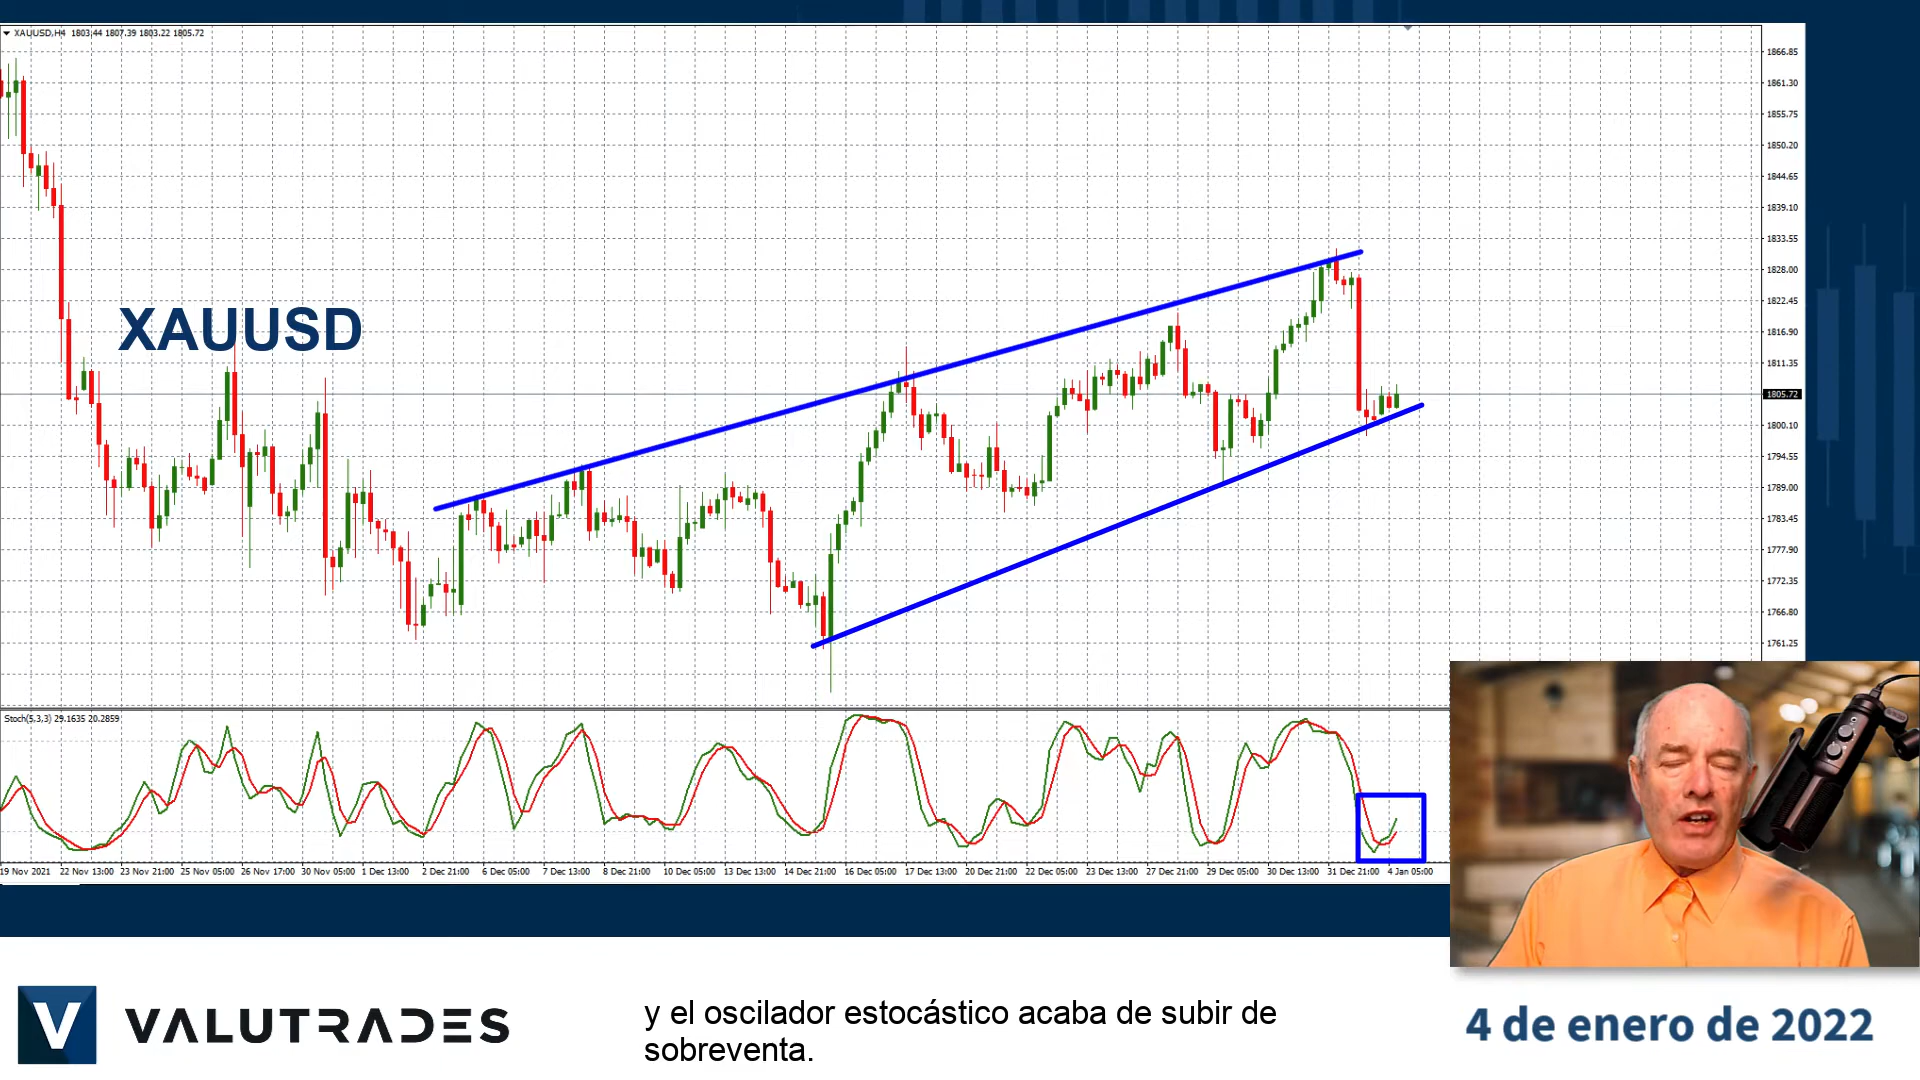 XAUUSD,H4 1803.44 1807.39 1803.22 1805.72
1866.85
1861.30
1855.75
1850.20
1844.65
1839.10
1833.55
1828.00
1822.45
1816.90
1811.35
1805.72
1800.10
1794.55
1789.00
1783.45
1777.90
1772.35
1766.80
1761.25
XAUUSD
Stoch(5,3,3) 29.1635 20.2859
19 Nov 2021 22 Nov 13:00 23 Nov 21:00 25 Nov 05:00 26 Nov 17:00 30 Nov 05:00 1 Dec 13:00 2 Dec 21:00 6 Dec 05:00 7 Dec 13:00 8 Dec 21:00 10 Dec 05:00 13 Dec 13:00 14 Dec 21:00 16 Dec 05:00 17 Dec 13:00 20 Dec 21:00 22 Dec 05:00 23 Dec 13:00 27 Dec 21:00 29 Dec 05:00 30 Dec 13:00 31 Dec 21:00 4 Jan 05:00
VALUTRADES
y el oscilador estocástico acaba de subir de
sobreventa.
4 de enero de 2022